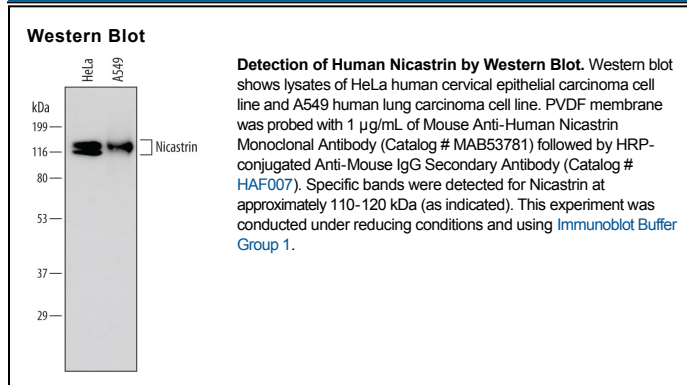 Western Blot
HeLa
A549
kDa
199
116
80
53
37
29
Nicastrin
Detection of Human Nicastrin by Western Blot. Western blot
shows lysates of HeLa human cervical epithelial carcinoma cell
line and A549 human lung carcinoma cell line. PVDF membrane
was probed with 1 µg/mL of Mouse Anti-Human Nicastrin
Monoclonal Antibody (Catalog # MAB53781) followed by HRP-
conjugated Anti-Mouse IgG Secondary Antibody (Catalog #
HAF007). Specific bands were detected for Nicastrin at
approximately 110-120 kDa (as indicated). This experiment was
conducted under reducing conditions and using Immunoblot Buffer
Group 1.